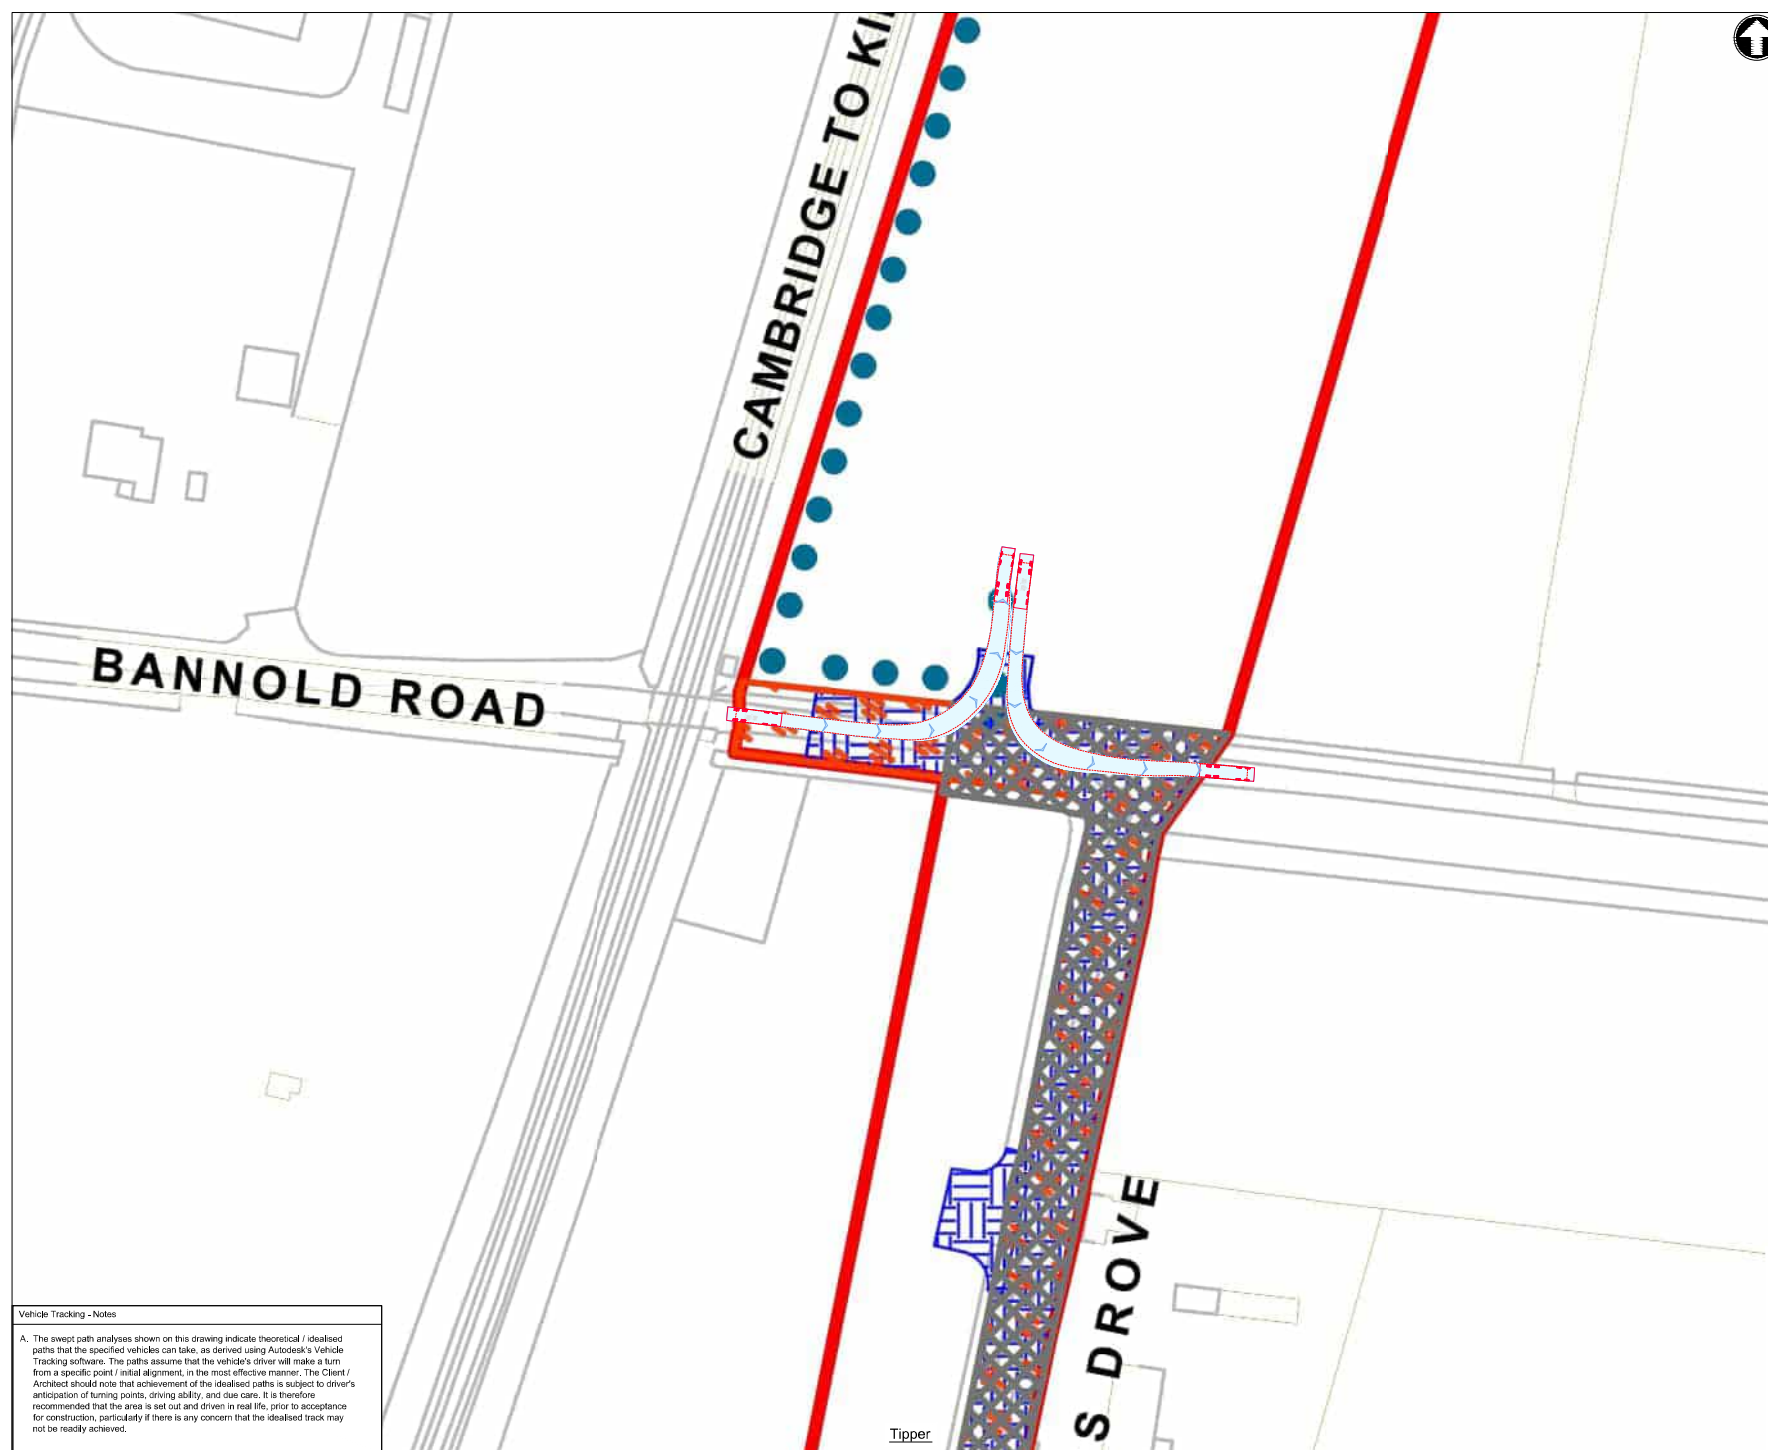 CAMBRIDGE TO KI
BANNOLD ROAD
S DROVE
Vehicle Tracking - Notes
A. The swept path analyses shown on this drawing indicate theoretical / idealised
paths that the specified vehicles can take, as derived using Autodesk's Vehicle
Tracking software. The paths assume that the vehicle's driver will make a turn
from a specific point / initial alignment, in the most effective manner. The Client /
Architect should note that achievement of the idealised paths is subject to driver's
anticipation of turning points, driving ability, and due care. It is therefore
recommended that the area is set out and driven in real life, prior to acceptance
for construction, particularly if there is any concern that the idealised track may
not be readily achieved.
Tipper